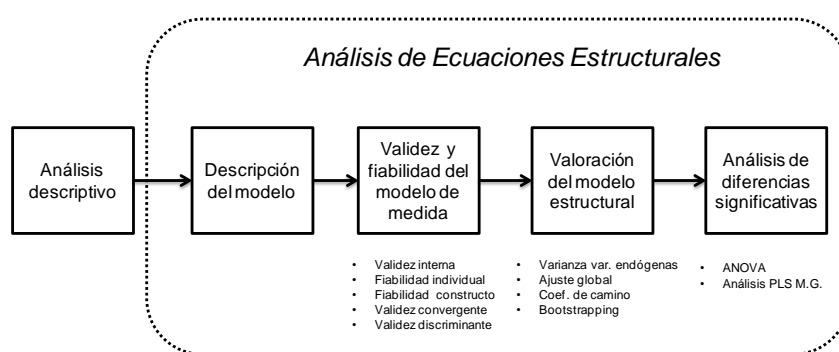 Análisis de Ecuaciones Estructurales
Análisis
descriptivo
Descripción
del modelo
Validez y
fiabilidad del
modelo de
medida
Valoración
del modelo
estructural
Análisis de
diferencias
significativas
• Validez interna
• Fiabilidad individual
• Fiabilidad constructo
• Validez convergente
• Validez discriminante
• Varianza var. endógenas
• Ajuste global
• Coef. de camino
• Bootstrapping
• ANOVA
• Análisis PLS M.G.